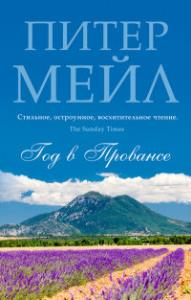 ПИТЕР
МЕЙЛ
Стильное, остроумное, восхитительное чтение.
The Sunday Times
Год в Провансе